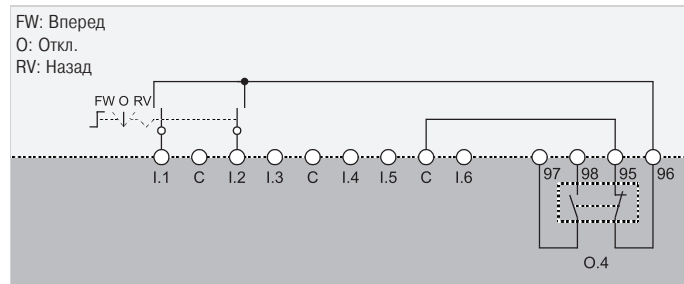 FW: Вперед
O: Откл.
RV: Назад
FW O RV
I.1 C I.2 I.3 C I.4 I.5 C I.6 97 98 95 96
O.4